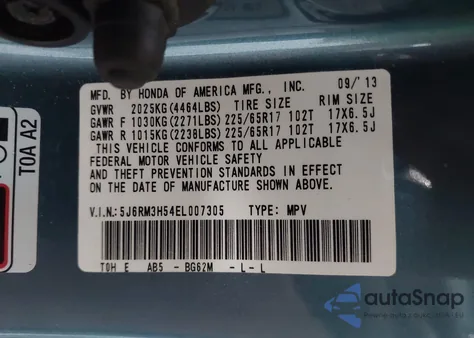 MFD. BY HONDA OF AMERICA MFG., INC. 09/'13
GVWR 2025KG(4464LBS) TIRE SIZE RIM SIZE
GAWR F 1030KG(2271LBS) 225/65R17 102T 17X6.5J
GAWR R 1015KG(2238LBS) 225/65R17 102T 17X6.5J
THIS VEHICLE CONFORMS TO ALL APPLICABLE
FEDERAL MOTOR VEHICLE SAFETY
AND THEFT PREVENTION STANDARDS IN EFFECT ON
THE DATE OF MANUFACTURE SHOWN ABOVE.
V.I.N.:5J6RM3H54EL007305 TYPE: MPV
T0H E AB5 - BG62M - L - L
T0A A2
autoSnap